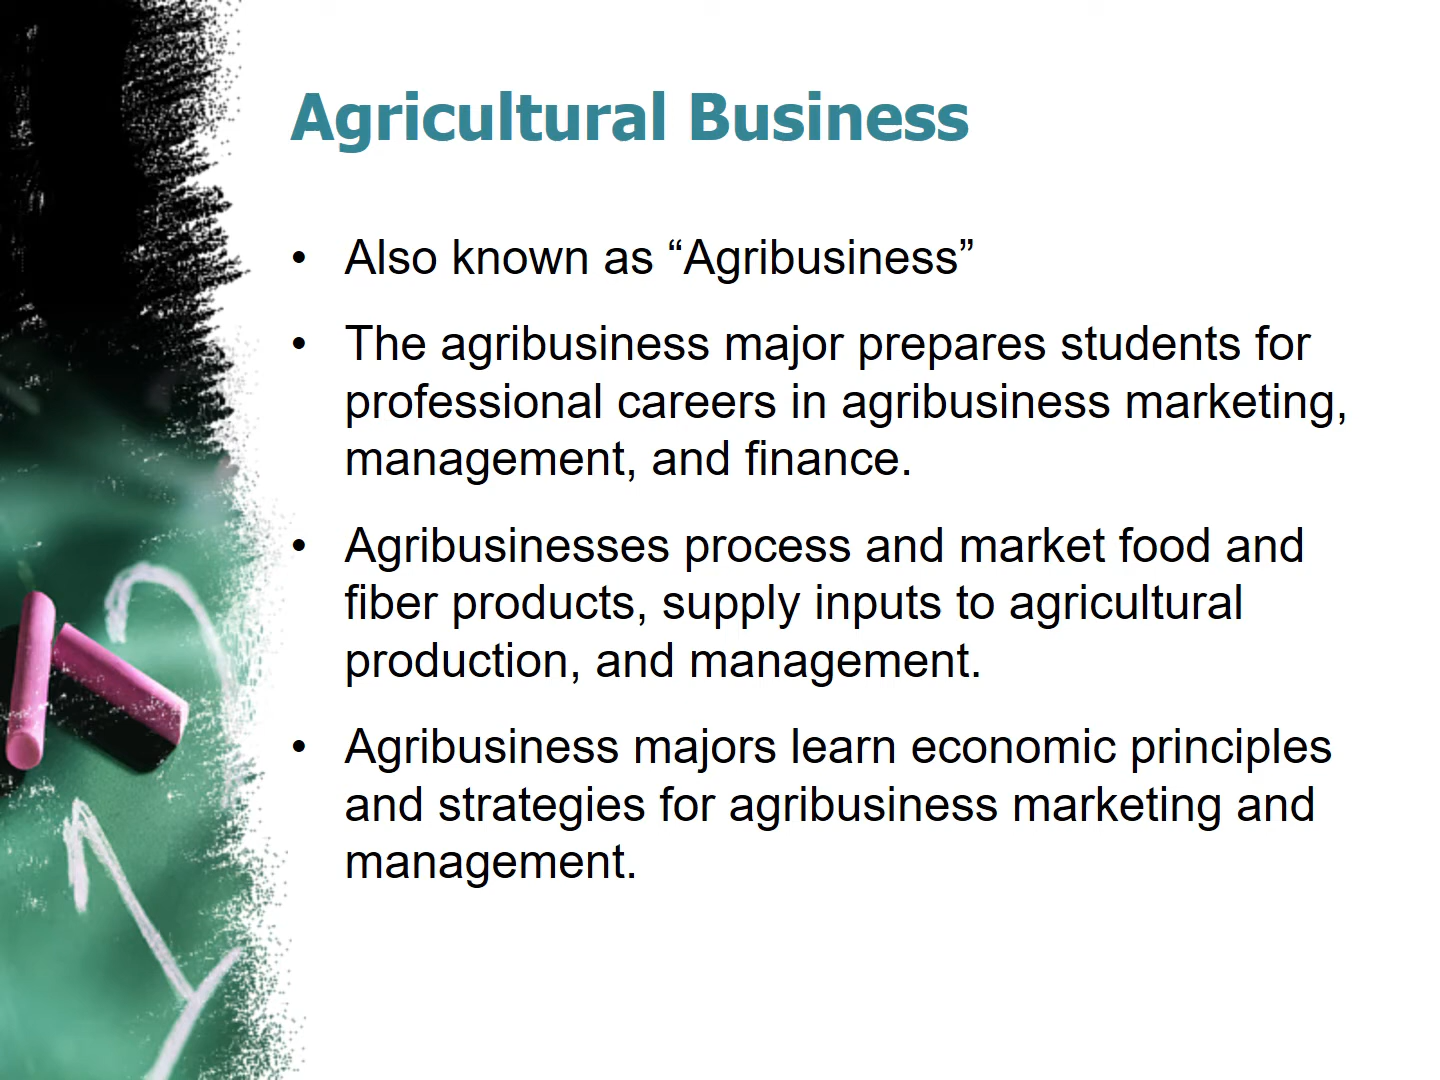 Agricultural Business
• Also known as “Agribusiness”
• The agribusiness major prepares students for
professional careers in agribusiness marketing,
management, and finance.
• Agribusinesses process and market food and
fiber products, supply inputs to agricultural
production, and management.
• Agribusiness majors learn economic principles
and strategies for agribusiness marketing and
management.